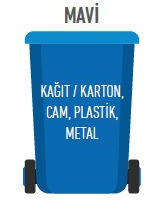 MAVİ
KAĞIT / KARTON,
CAM, PLASTİK,
METAL